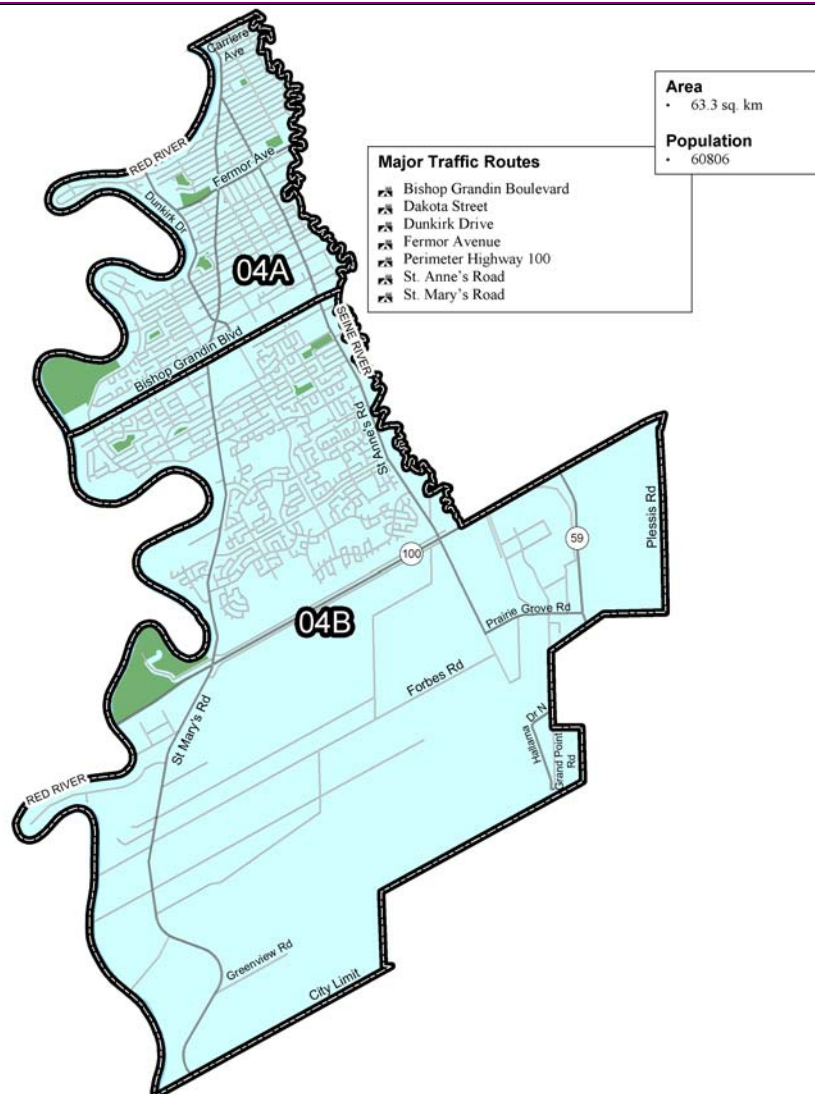 Carriere
Ave
Area
• 63.3 sq. km
Population
• 60806
RED RIVER
Fermor Ave
Major Traffic Routes
Bishop Grandin Boulevard
Dakota Street
Dunkirk Drive
Fermor Avenue
Perimeter Highway 100
St. Anne's Road
St. Mary's Road
Dunkirk Dr
04A
Bishop Grandin Blvd
SEINE RIVER
St Anne's Rd
Plessis Rd
59
100
Prairie Grove Rd
04B
Forbes Rd
St Mary's Rd
Hallama Dr N
Grand Point
Rd
RED RIVER
Greenview Rd
City Limit